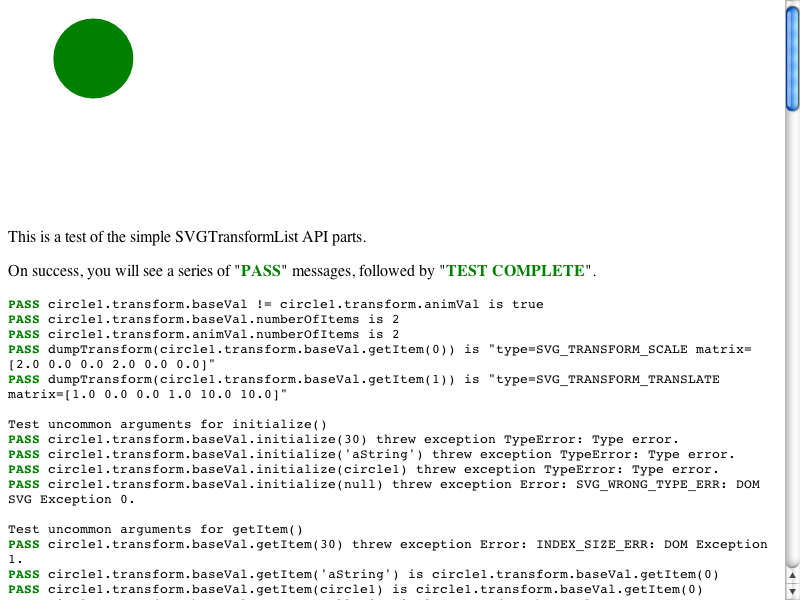 This is a test of the simple SVGTransformList API parts.
On success, you will see a series of "PASS" messages, followed by "TEST COMPLETE".
PASS circle1.transform.baseVal != circle1.transform.animVal is true
PASS circle1.transform.baseVal.numberOfItems is 2
PASS circle1.transform.animVal.numberOfItems is 2
PASS dumpTransform(circle1.transform.baseVal.getItem(0)) is "type=SVG_TRANSFORM_SCALE matrix=
[2.0 0.0 0.0 2.0 0.0 0.0]"
PASS dumpTransform(circle1.transform.baseVal.getItem(1)) is "type=SVG_TRANSFORM_TRANSLATE
matrix=[1.0 0.0 0.0 1.0 10.0 10.0]"
Test uncommon arguments for initialize()
PASS circle1.transform.baseVal.initialize(30) threw exception TypeError: Type error.
PASS circle1.transform.baseVal.initialize('aString') threw exception TypeError: Type error.
PASS circle1.transform.baseVal.initialize(circle1) threw exception TypeError: Type error.
PASS circle1.transform.baseVal.initialize(null) threw exception Error: SVG_WRONG_TYPE_ERR: DOM
SVG Exception 0.
Test uncommon arguments for getItem()
PASS circle1.transform.baseVal.getItem(30) threw exception Error: INDEX_SIZE_ERR: DOM Exception
1.
PASS circle1.transform.baseVal.getItem('aString') is circle1.transform.baseVal.getItem(0)
PASS circle1.transform.baseVal.getItem(circle1) is circle1.transform.baseVal.getItem(0)